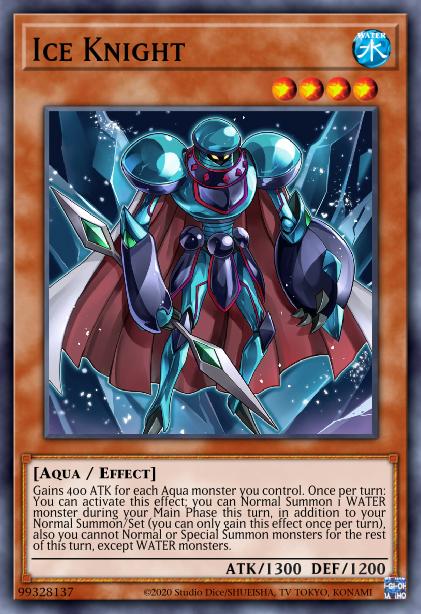 ICE KNIGHT
WATER
水
[AQUA / EFFECT]
Gains 400 ATK for each Aqua monster you control. Once per turn:
You can activate this effect; you can Normal Summon 1 WATER
monster during your Main Phase this turn, in addition to your
Normal Summon/Set (you can only gain this effect once per turn),
also you cannot Normal or Special Summon monsters for the rest
of this turn, except WATER monsters.
ATK/1300 DEF/1200
99328137 ©2020 Studio Dice/SHUEISHA, TV TOKYO, KONAMI